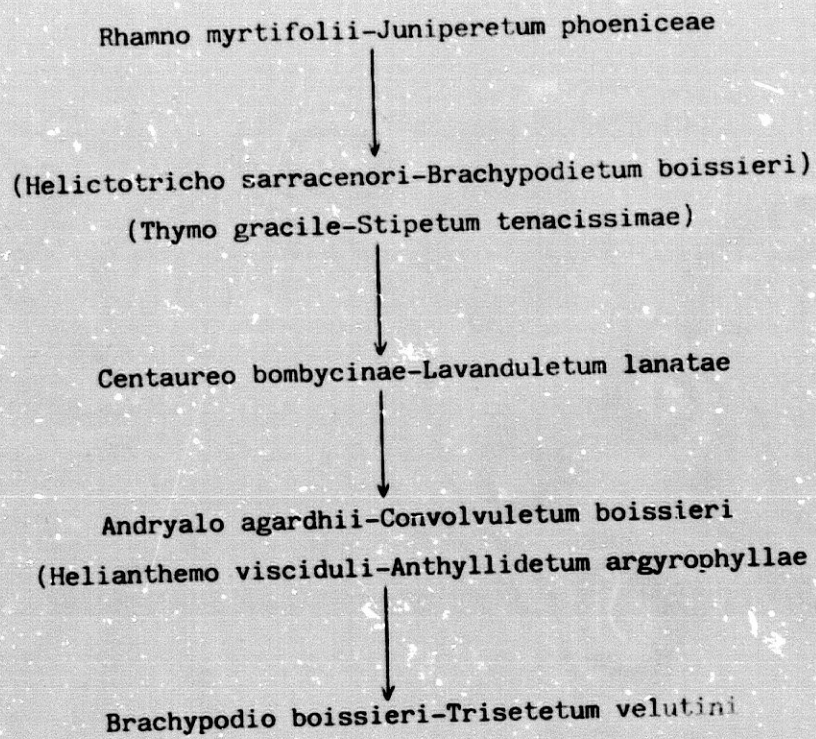 Rhamno myrtifolii-Juniperetum phoeniceae
(Helictotricho sarracenori-Brachypodietum boissieri)
(Thymo gracile-Stipetum tenacissimae)
Centaureo bombycinae-Lavanduletum lanatae
Andryalo agardhii-Convolvuletum boissieri
(Helianthemo visciduli-Anthyllidetum argyrophyllae
Brachypodio boissieri-Trisetetum velutini